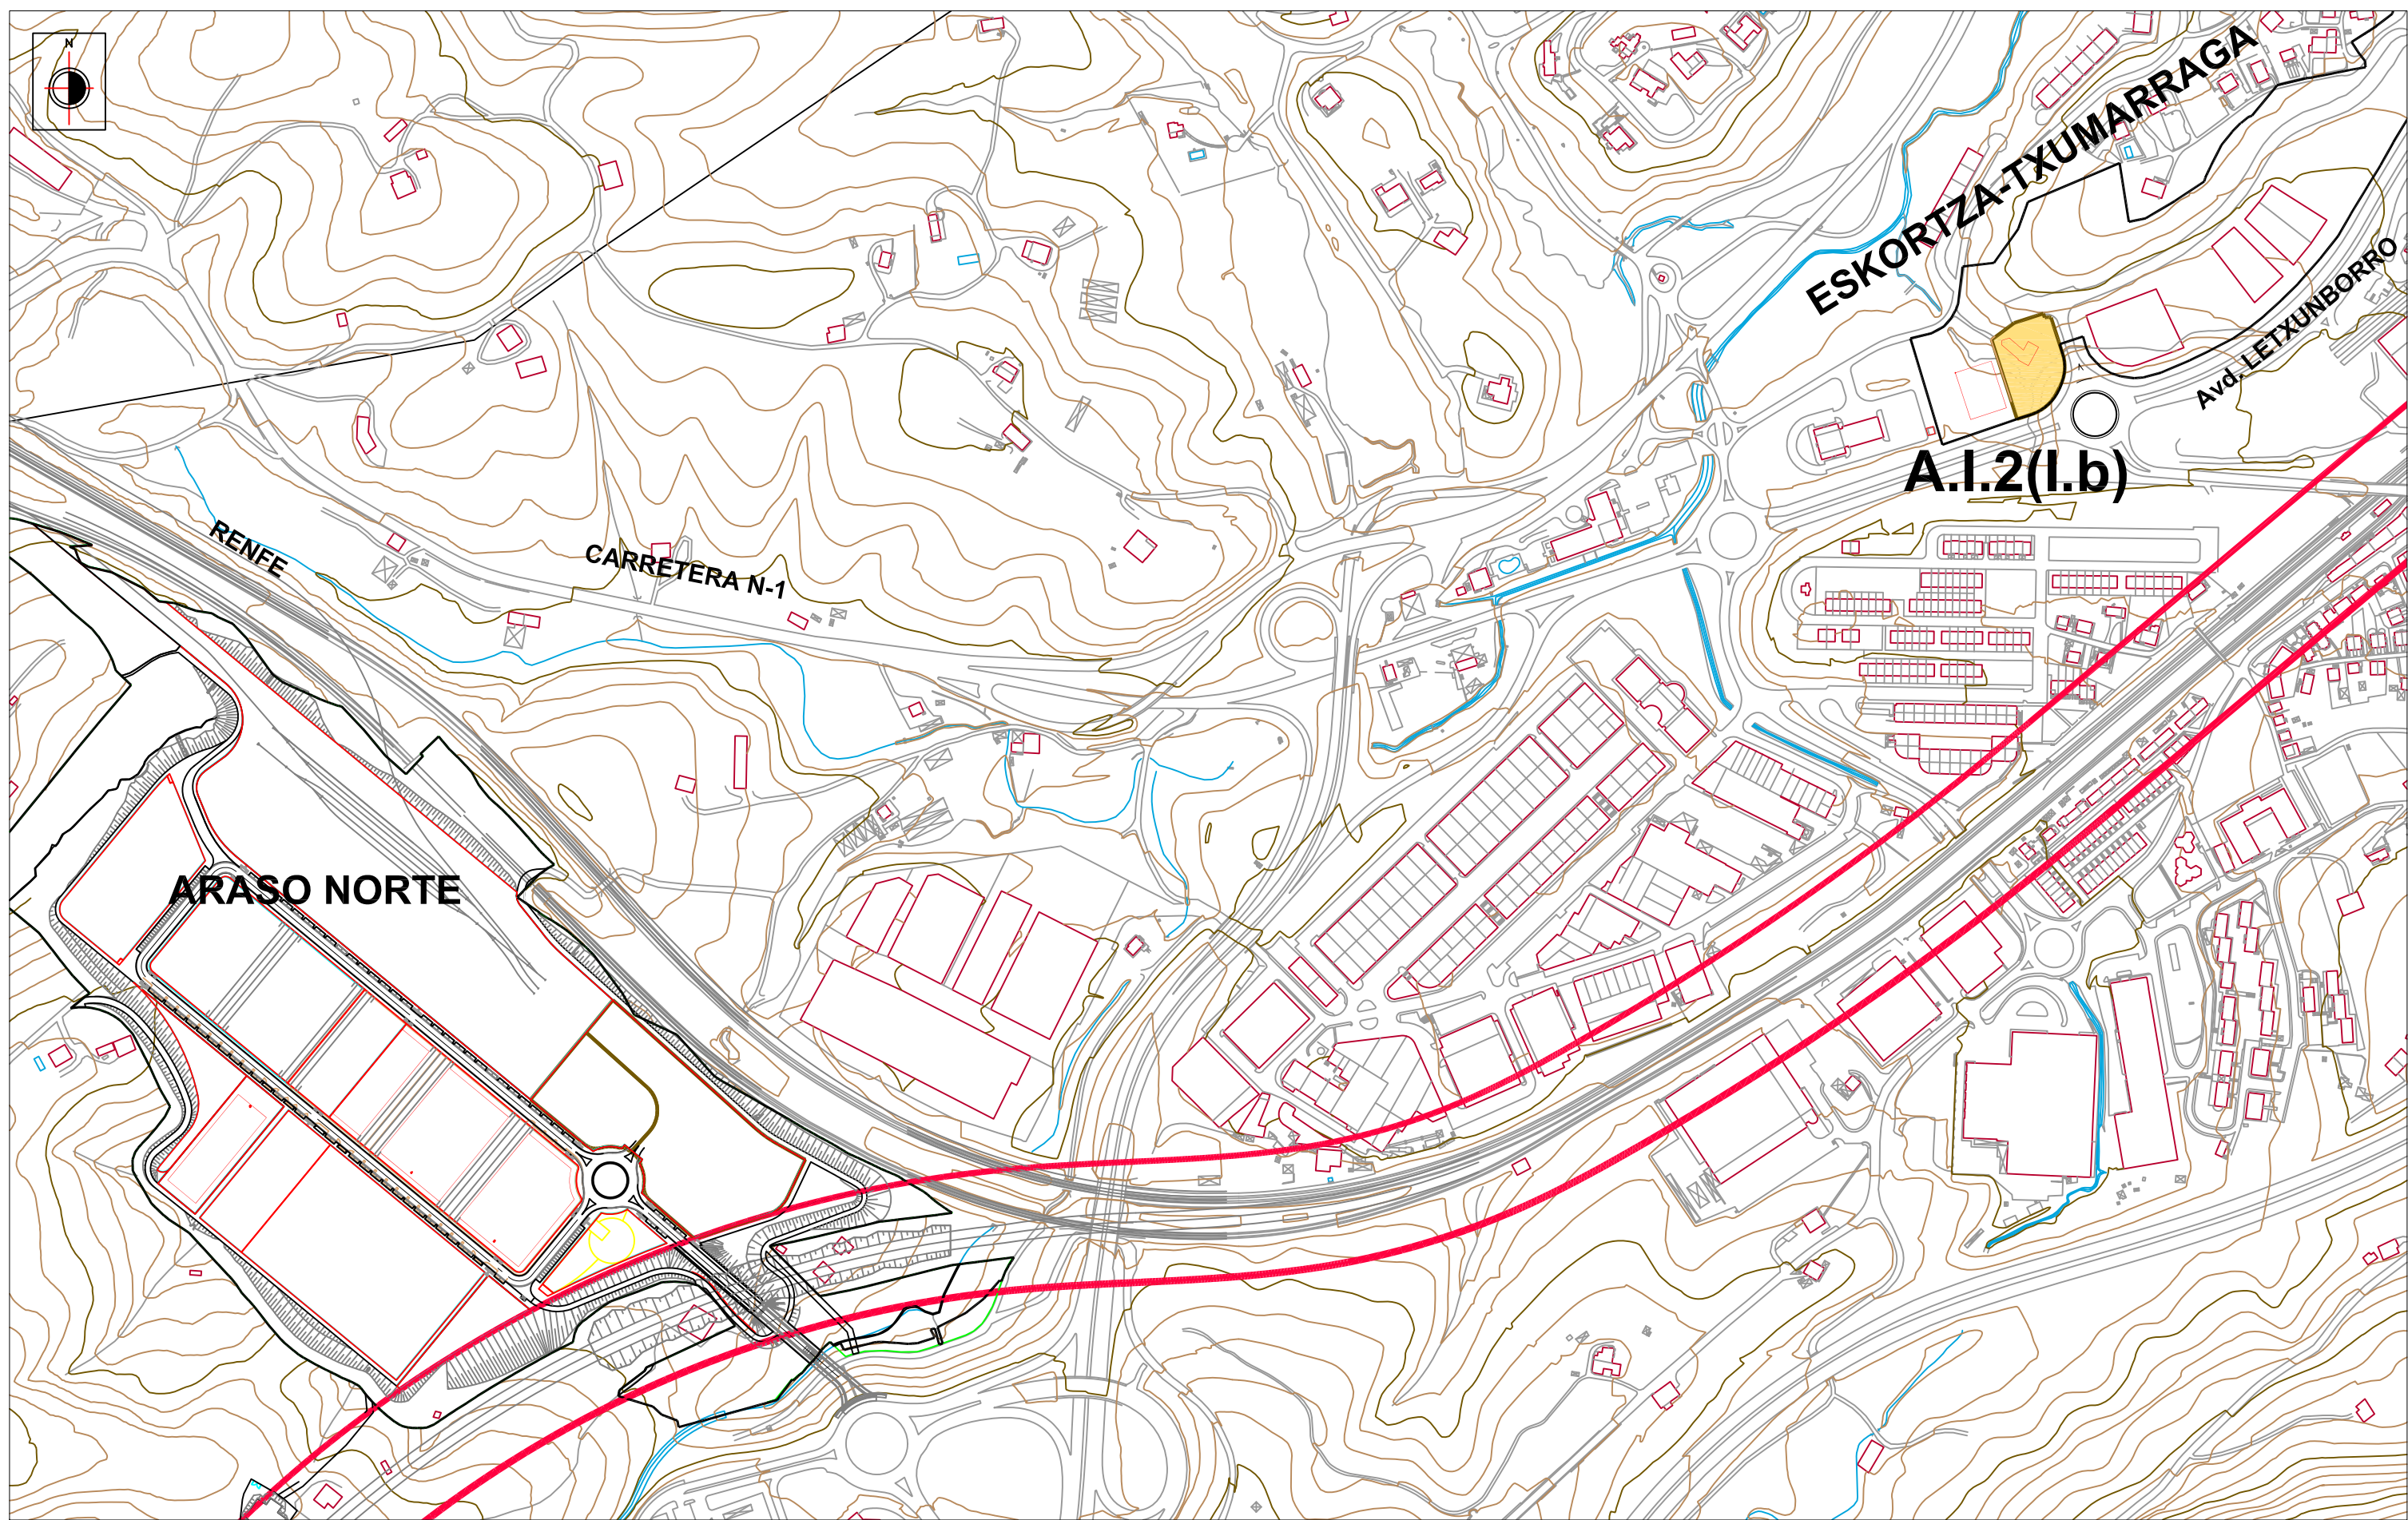 N
ESKORTZA-TXUMARRAGA
Avd. LETXUNBORRO
A.I.2(I.b)
RENFE
CARRETERA N-1
ARASO NORTE